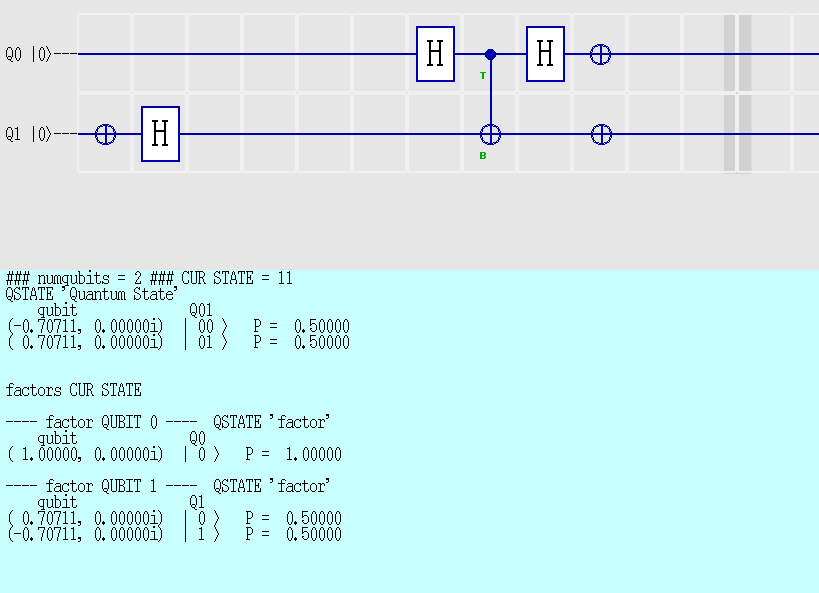 H H
Q0 |0⟩---
T
Q1 |0⟩---
H
B
### numqubits = 2 ### CUR STATE = 11
QSTATE 'Quantum State'
qubit Q01
(-0.70711, 0.00000i) | 00 ⟩ P = 0.50000
( 0.70711, 0.00000i) | 01 ⟩ P = 0.50000
factors CUR STATE
---- factor QUBIT 0 ---- QSTATE 'factor'
qubit Q0
( 1.00000, 0.00000i) | 0 ⟩ P = 1.00000
---- factor QUBIT 1 ---- QSTATE 'factor'
qubit Q1
( 0.70711, 0.00000i) | 0 ⟩ P = 0.50000
(-0.70711, 0.00000i) | 1 ⟩ P = 0.50000